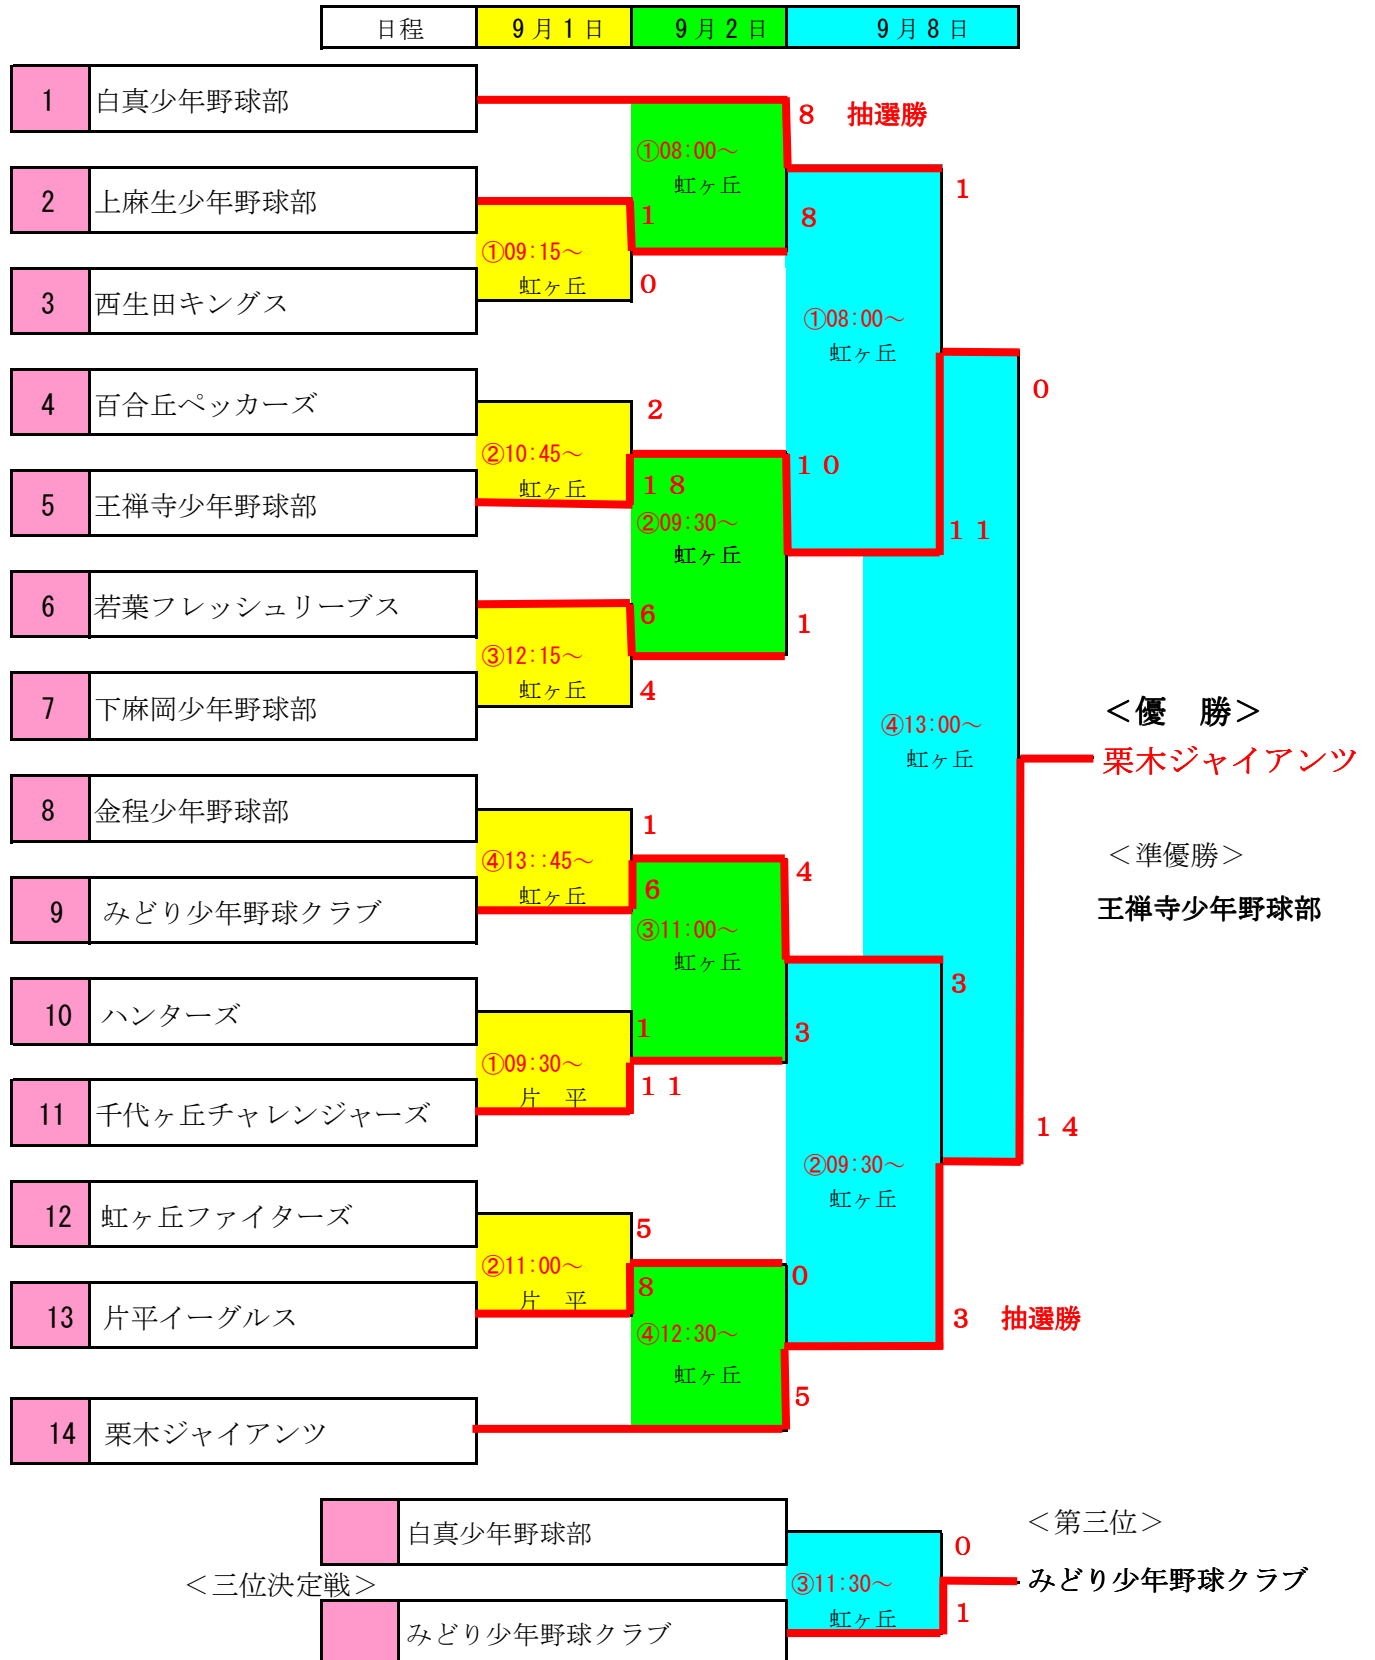 日程 9月1日 9月2日 9月8日
1 白真少年野球部
8 抽選勝
①08:00～
虹ヶ丘
1
2 上麻生少年野球部
1
8
①09:15～
虹ヶ丘
0
3 西生田キングス
①08:00～
虹ヶ丘
0
4 百合丘ペッカーズ
2
②10:45～
虹ヶ丘
10
18
5 王禅寺少年野球部
②09:30～
虹ヶ丘
11
6 若葉フレッシュリーブス
6
1
③12:15～
虹ヶ丘
4
7 下麻岡少年野球部
＜優 勝＞
④13:00～
虹ヶ丘
栗木ジャイアンツ
8 金程少年野球部
1
④13::45～
虹ヶ丘
4
＜準優勝＞
6
9 みどり少年野球クラブ
王禅寺少年野球部
③11:00～
虹ヶ丘
3
10 ハンターズ
1
3
①09:30～
片 平
11
11 千代ヶ丘チャレンジャーズ
14
②09:30～
虹ヶ丘
12 虹ヶ丘ファイターズ
5
②11:00～
片 平
0
8
13 片平イーグルス
3 抽選勝
④12:30～
虹ヶ丘
5
14 栗木ジャイアンツ
白真少年野球部
＜第三位＞
0
＜三位決定戦＞
③11:30～
虹ヶ丘
みどり少年野球クラブ
1
みどり少年野球クラブ